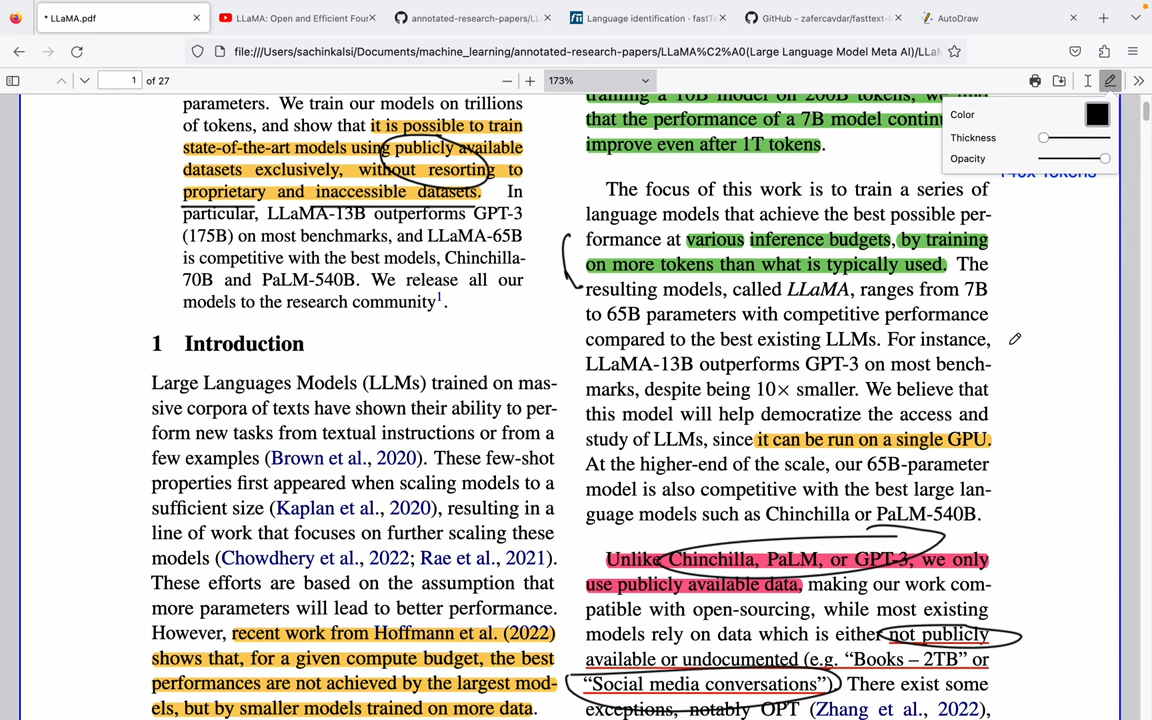 * LLaMA.pdf
LLaMA: Open and Efficient Four
annotated-research-papers/LL
Language identification · fastTe
GitHub - zafercavdar/fasttext-l
AutoDraw
file:///Users/sachinkalsi/Documents/machine_learning/annotated-research-papers/LLaMA%C2%A0(Large Language Model Meta AI)/LLa
1 of 27
173%
Color
Thickness
Opacity
parameters. We train our models on trillions
of tokens, and show that it is possible to train
state-of-the-art models using publicly available
datasets exclusively, without resorting to
proprietary and inaccessible datasets. In
particular, LLaMA-13B outperforms GPT-3
(175B) on most benchmarks, and LLaMA-65B
is competitive with the best models, Chinchilla-
70B and PaLM-540B. We release all our
models to the research community1.
1 Introduction
Large Languages Models (LLMs) trained on mas-
sive corpora of texts have shown their ability to per-
form new tasks from textual instructions or from a
few examples (Brown et al., 2020). These few-shot
properties first appeared when scaling models to a
sufficient size (Kaplan et al., 2020), resulting in a
line of work that focuses on further scaling these
models (Chowdhery et al., 2022; Rae et al., 2021).
These efforts are based on the assumption that
more parameters will lead to better performance.
However, recent work from Hoffmann et al. (2022)
shows that, for a given compute budget, the best
performances are not achieved by the largest mod-
els, but by smaller models trained on more data.
training a 10B model on 200B tokens, we
that the performance of a 7B model contin
improve even after 1T tokens.
The focus of this work is to train a series of
language models that achieve the best possible per-
formance at various inference budgets, by training
on more tokens than what is typically used. The
resulting models, called LLaMA, ranges from 7B
to 65B parameters with competitive performance
compared to the best existing LLMs. For instance,
LLaMA-13B outperforms GPT-3 on most bench-
marks, despite being 10× smaller. We believe that
this model will help democratize the access and
study of LLMs, since it can be run on a single GPU.
At the higher-end of the scale, our 65B-parameter
model is also competitive with the best large lan-
guage models such as Chinchilla or PaLM-540B.
Unlike Chinchilla, PaLM, or GPT-3, we only
use publicly available data, making our work com-
patible with open-sourcing, while most existing
models rely on data which is either not publicly
available or undocumented (e.g. “Books – 2TB” or
“Social media conversations”). There exist some
exceptions, notably OPT (Zhang et al., 2022),